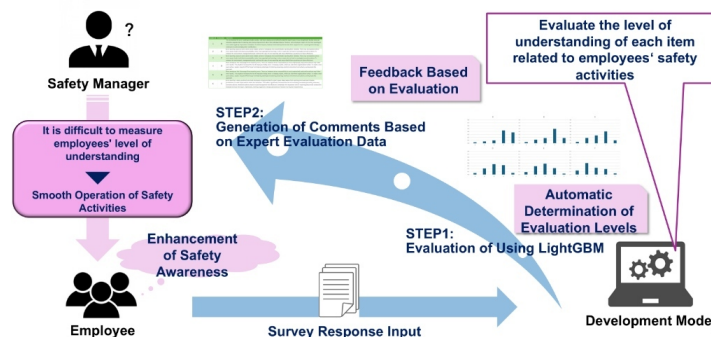 ?
Safety Manager
It is difficult to measure
employees' level of
understanding
Smooth Operation of Safety
Activities
Enhancement
of Safety
Awareness
Employee
Survey Response Input
STEP2:
Generation of Comments Based
on Expert Evaluation Data
Feedback Based
on Evaluation
Evaluate the level of
understanding of each item
related to employees' safety
activities
Automatic
Determination of
Evaluation Levels
STEP1:
Evaluation of Using LightGBM
Development Mode